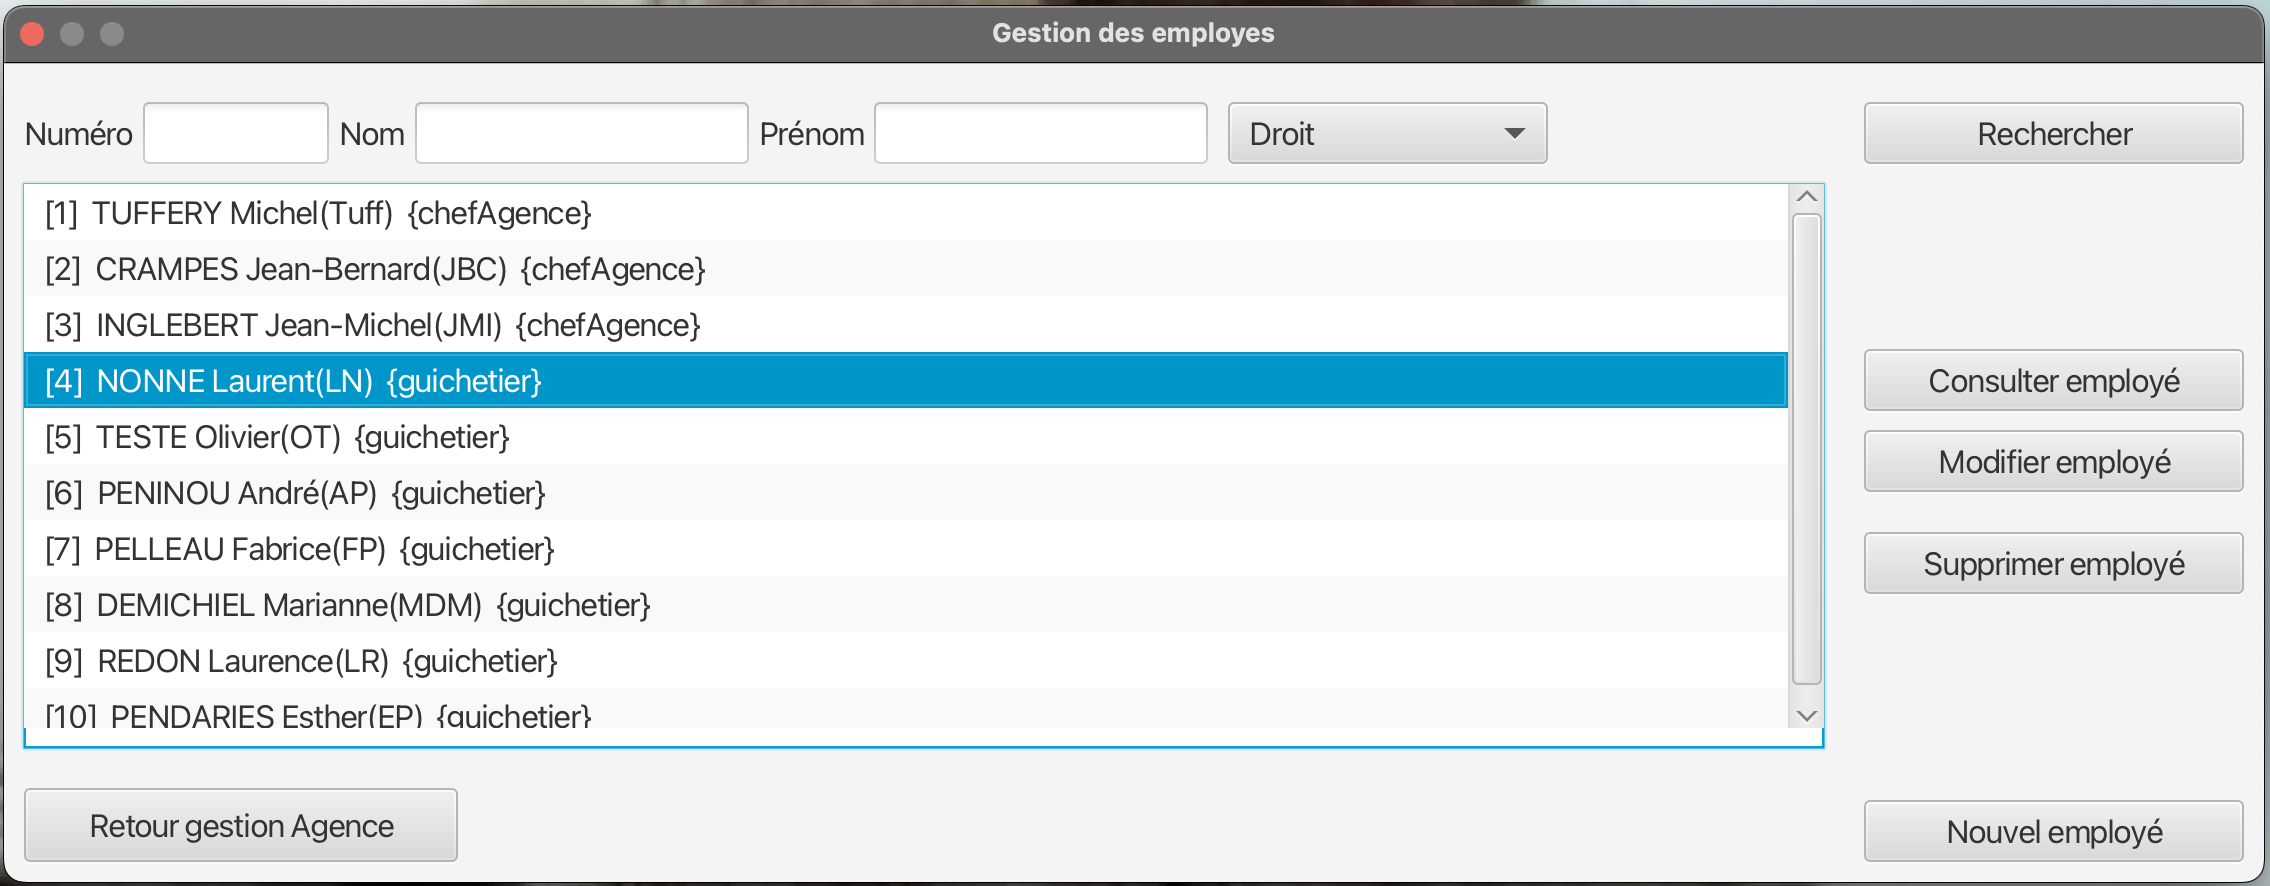 Gestion des employes
Numéro Nom Prénom Droit Rechercher
[1] TUFFERY Michel(Tuff) {chefAgence}
[2] CRAMPES Jean-Bernard(JBC) {chefAgence}
[3] INGLEBERT Jean-Michel(JMI) {chefAgence}
[4] NONNE Laurent(LN) {guichetier}
Consulter employé
[5] TESTE Olivier(OT) {guichetier}
Modifier employé
[6] PENINOU André(AP) {guichetier}
[7] PELLEAU Fabrice(FP) {guichetier}
Supprimer employé
[8] DEMICHIEL Marianne(MDM) {guichetier}
[9] REDON Laurence(LR) {guichetier}
[10] PENDARIES Esther(EP) {guichetier}
Retour gestion Agence
Nouvel employé